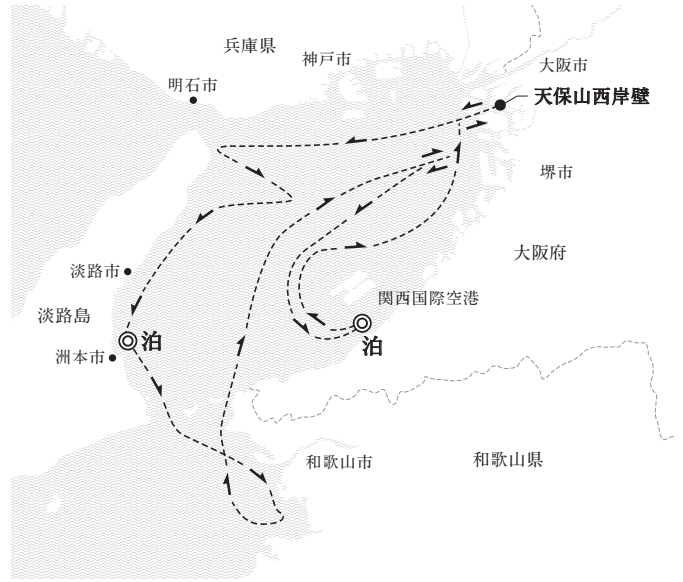 兵庫県
神戸市
大阪市
明石市
天保山西岸壁
堺市
大阪府
淡路市
関西国際空港
淡路島
泊
泊
洲本市
和歌山市
和歌山県